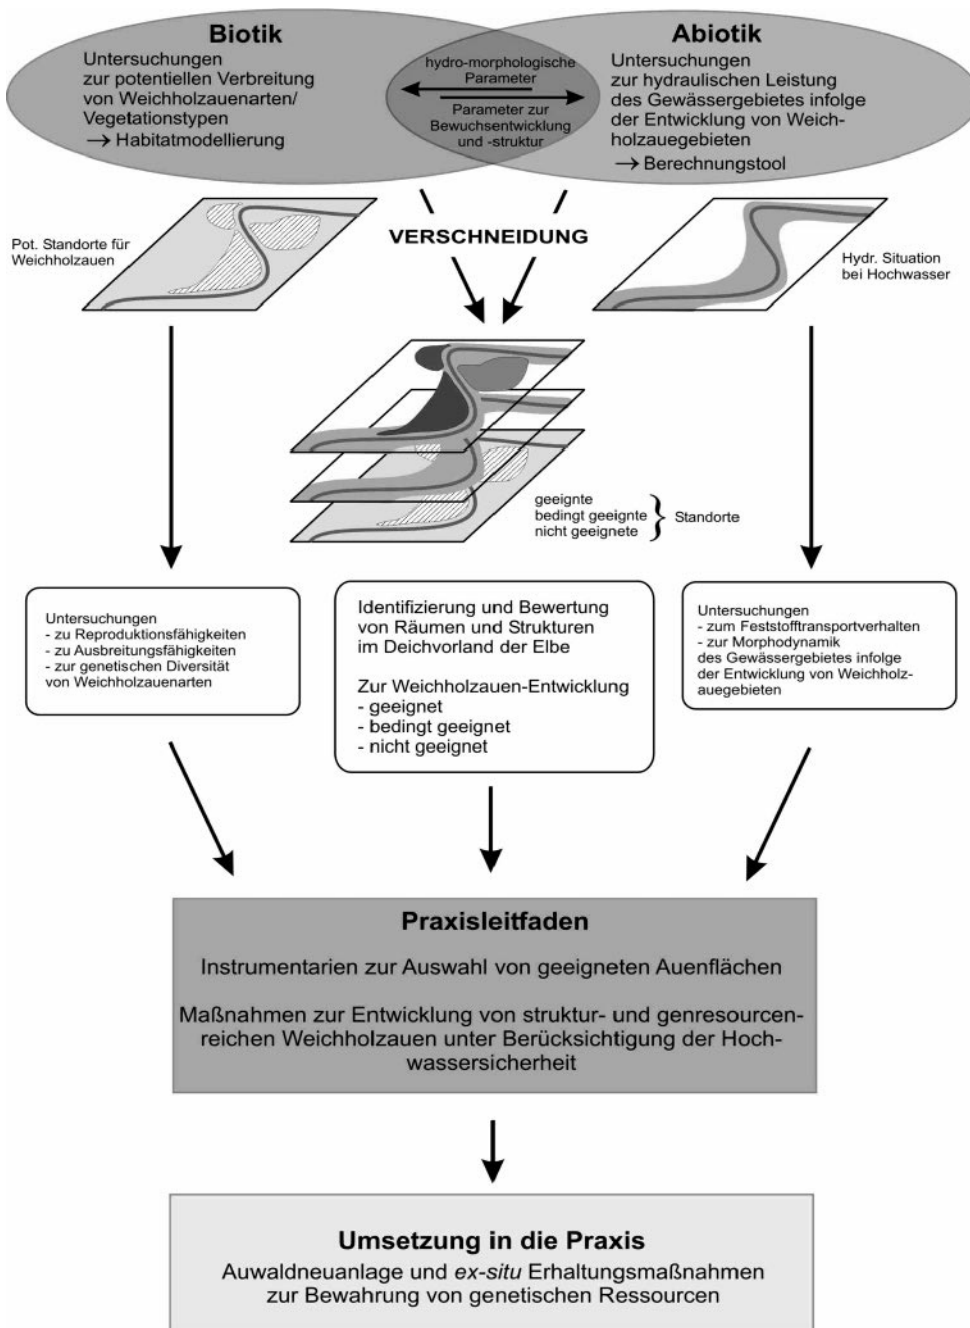 Biotik
Untersuchungen
zur potentiellen Verbreitung
von Weichholzauenarten/
Vegetationstypen
→ Habitatmodellierung
hydro-morphologische
Parameter
Parameter zur
Bewuchsentwicklung
und -struktur
Abiotik
Untersuchungen
zur hydraulischen Leistung
des Gewässergebietes infolge
der Entwicklung von Weich-
holzauegebieten
→ Berechnungstool
Pot. Standorte für
Weichholzauen
VERSCHNEIDUNG
Hydr. Situation
bei Hochwasser
geeignte
bedingt geeignte
nicht geeignete
} Standorte
Untersuchungen
- zu Reproduktionsfähigkeiten
- zu Ausbreitungsfähigkeiten
- zur genetischen Diversität
von Weichholzauenarten
Identifizierung und Bewertung
von Räumen und Strukturen
im Deichvorland der Elbe
Zur Weichholzauen-Entwicklung
- geeignet
- bedingt geeignet
- nicht geeignet
Untersuchungen
- zum Feststofftransportverhalten
- zur Morphodynamik
des Gewässergebietes infolge
der Entwicklung von Weichholz-
auegebieten
Praxisleitfaden
Instrumentarien zur Auswahl von geeigneten Auenflächen
Maßnahmen zur Entwicklung von struktur- und genresourcen-
reichen Weichholzauen unter Berücksichtigung der Hoch-
wassersicherheit
Umsetzung in die Praxis
Auwaldneuanlage und ex-situ Erhaltungsmaßnahmen
zur Bewahrung von genetischen Ressourcen